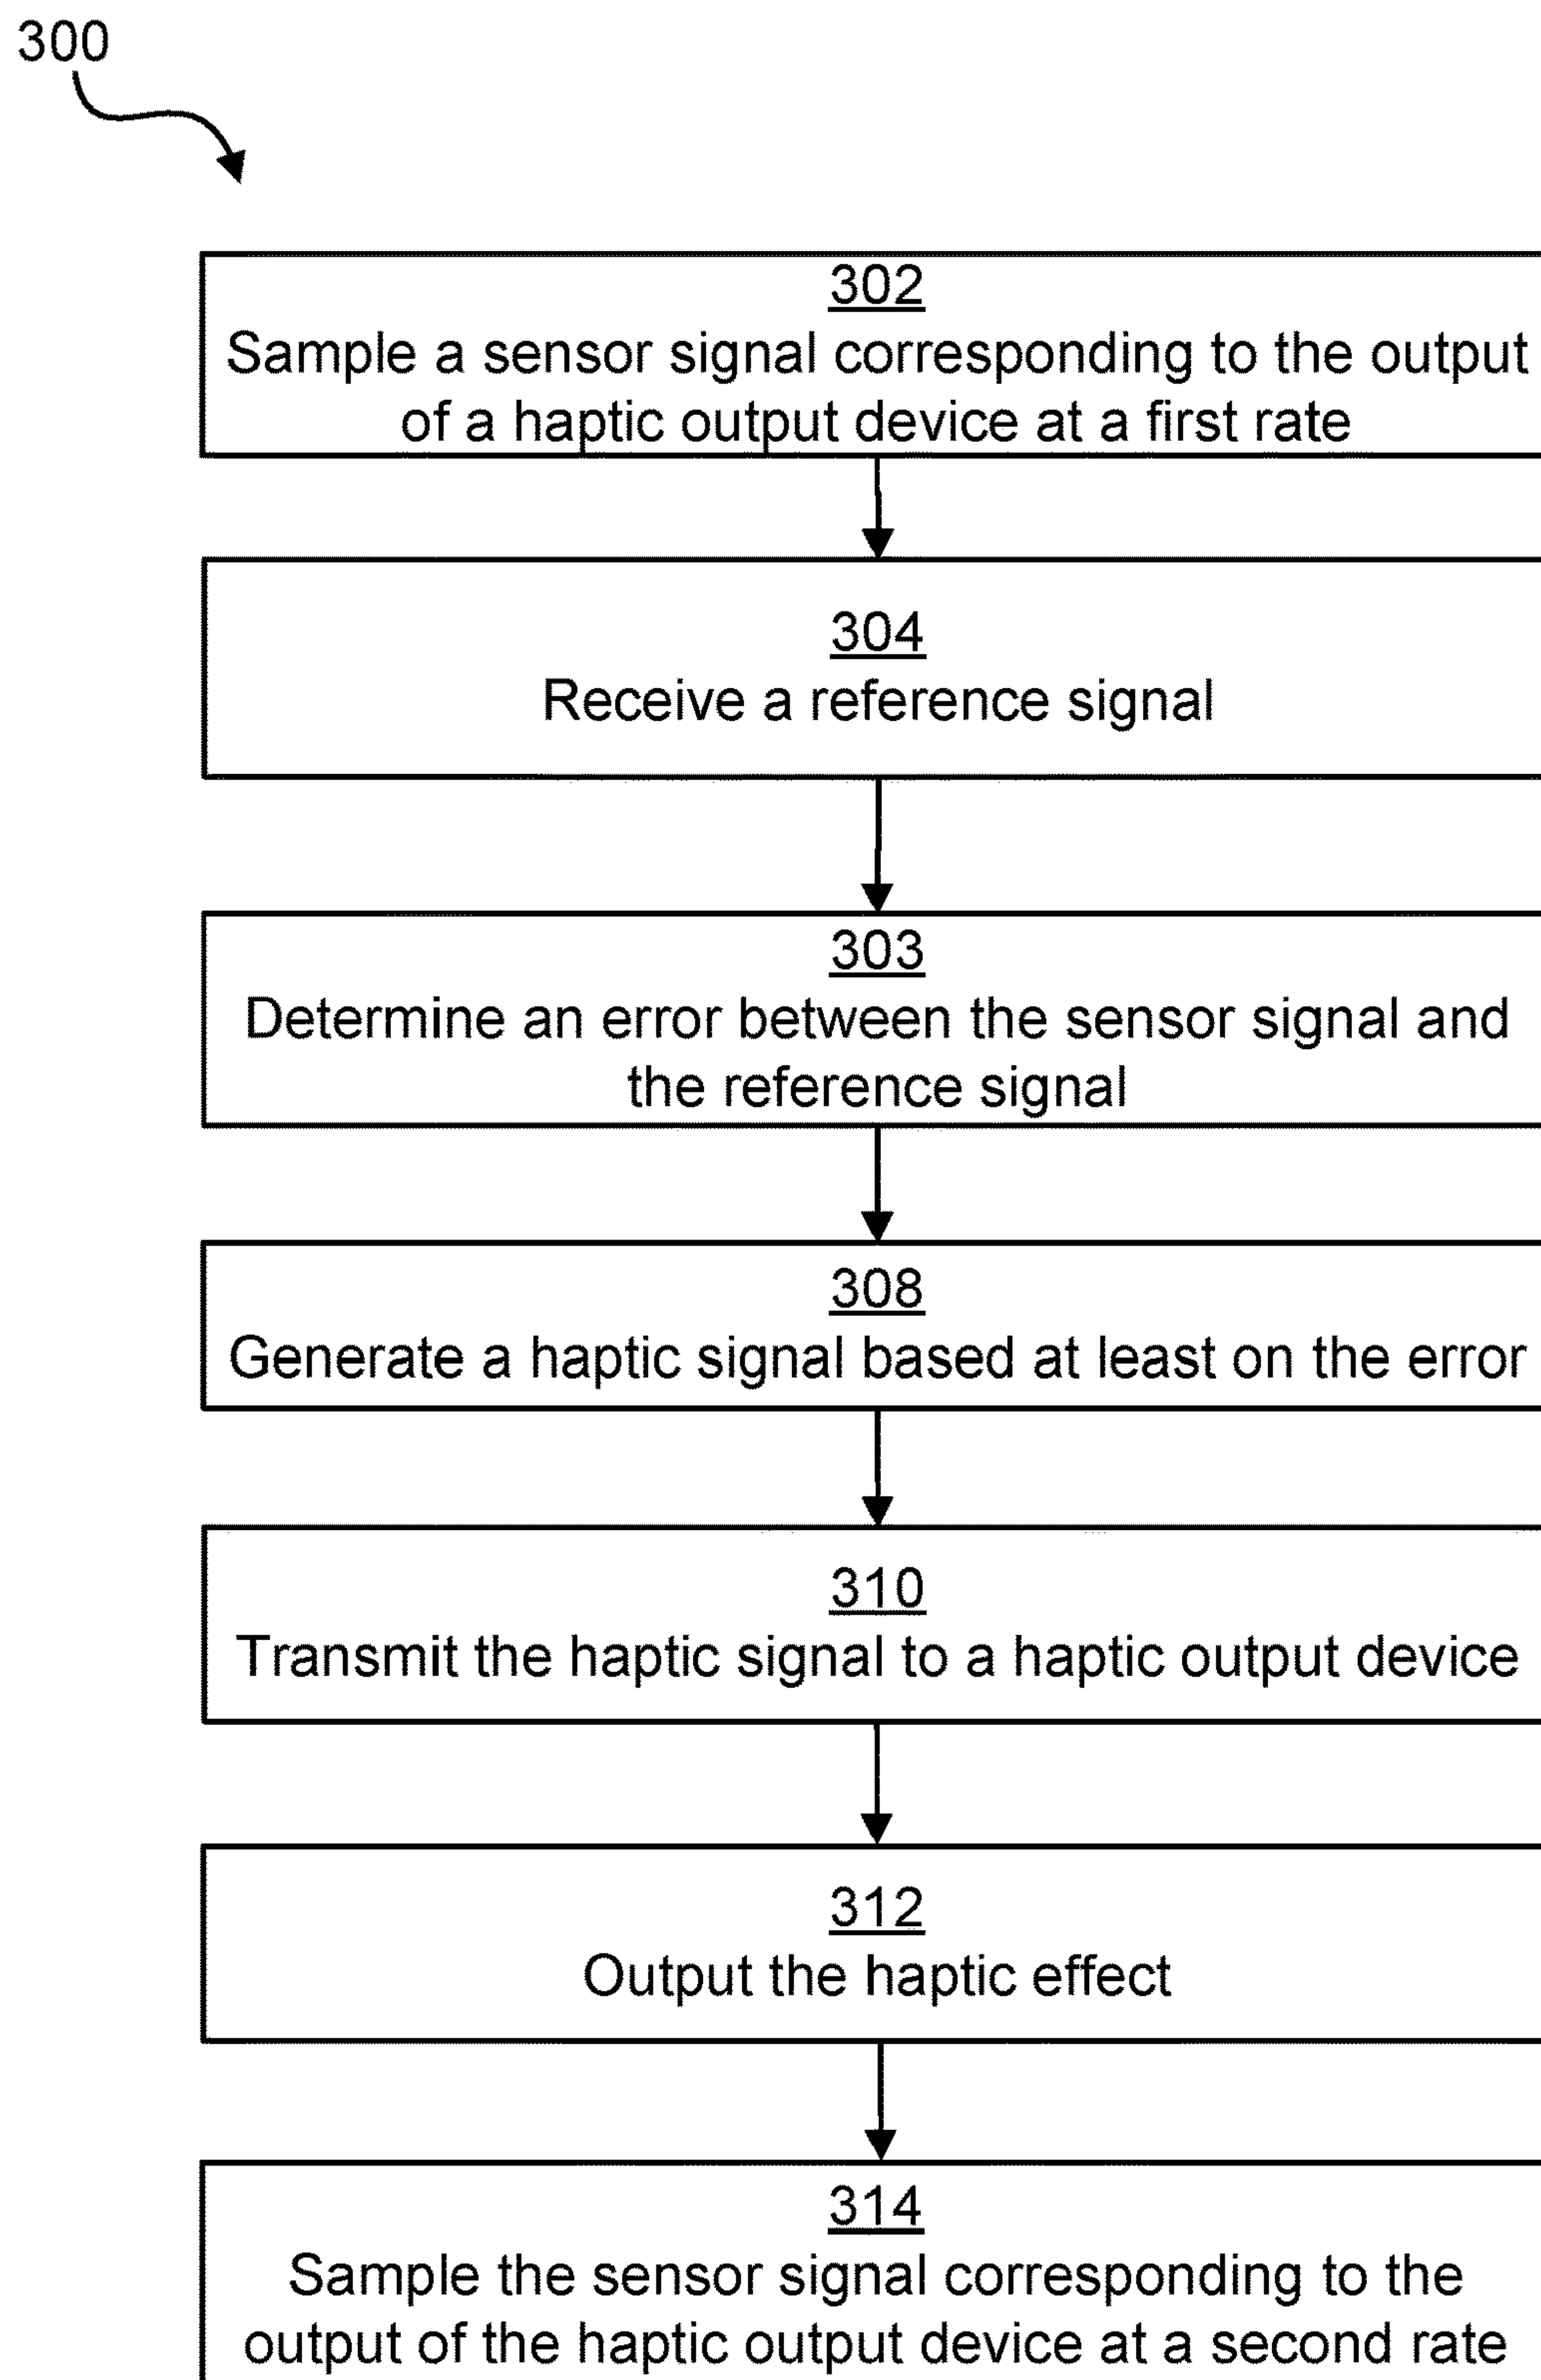 300
302
Sample a sensor signal corresponding to the output
of a haptic output device at a first rate
304
Receive a reference signal
303
Determine an error between the sensor signal and
the reference signal
308
Generate a haptic signal based at least on the error
310
Transmit the haptic signal to a haptic output device
312
Output the haptic effect
314
Sample the sensor signal corresponding to the
output of the haptic output device at a second rate